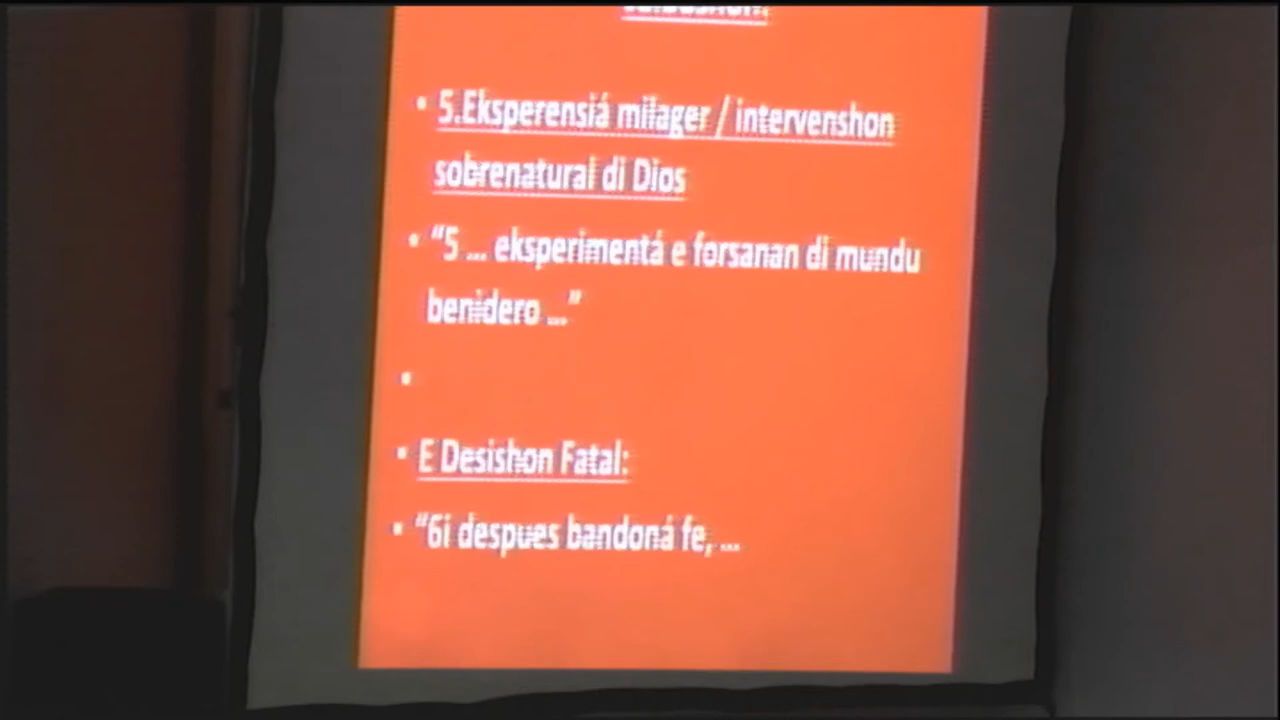 • 5.Eksperensiá milager / intervenshon
sobrenatural di Dios
• “5 ... eksperimentá e forsanan di mundu
benidero ...”
•
• E Desishon Fatal:
• “6i despues bandoná fe, ...